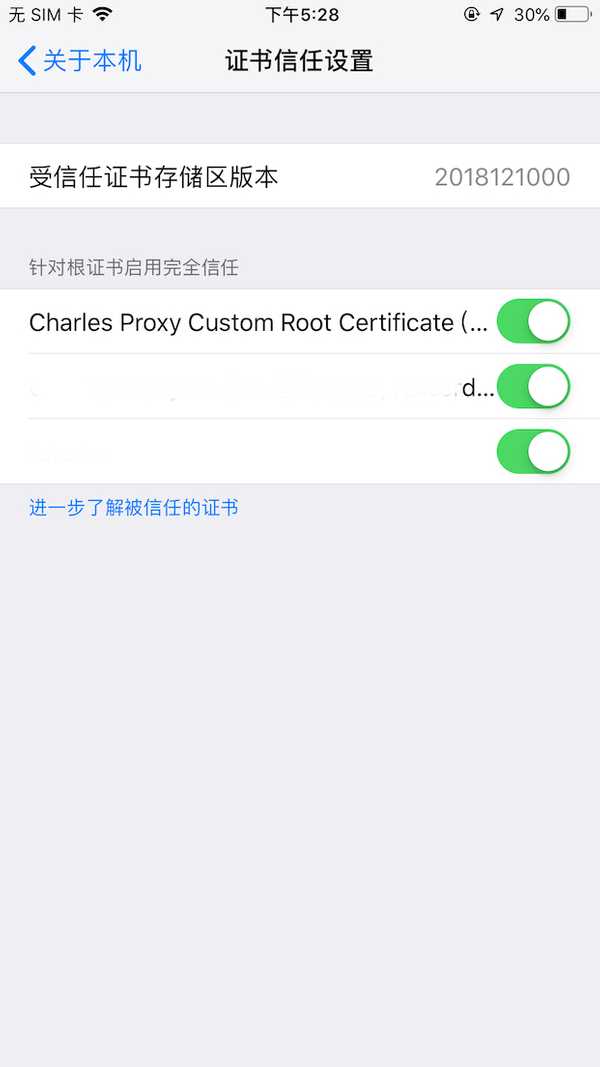 无 SIM 卡 下午5:28 30%
关于本机 证书信任设置
受信任证书存储区版本 2018121000
针对根证书启用完全信任
Charles Proxy Custom Root Certificate (...
进一步了解被信任的证书